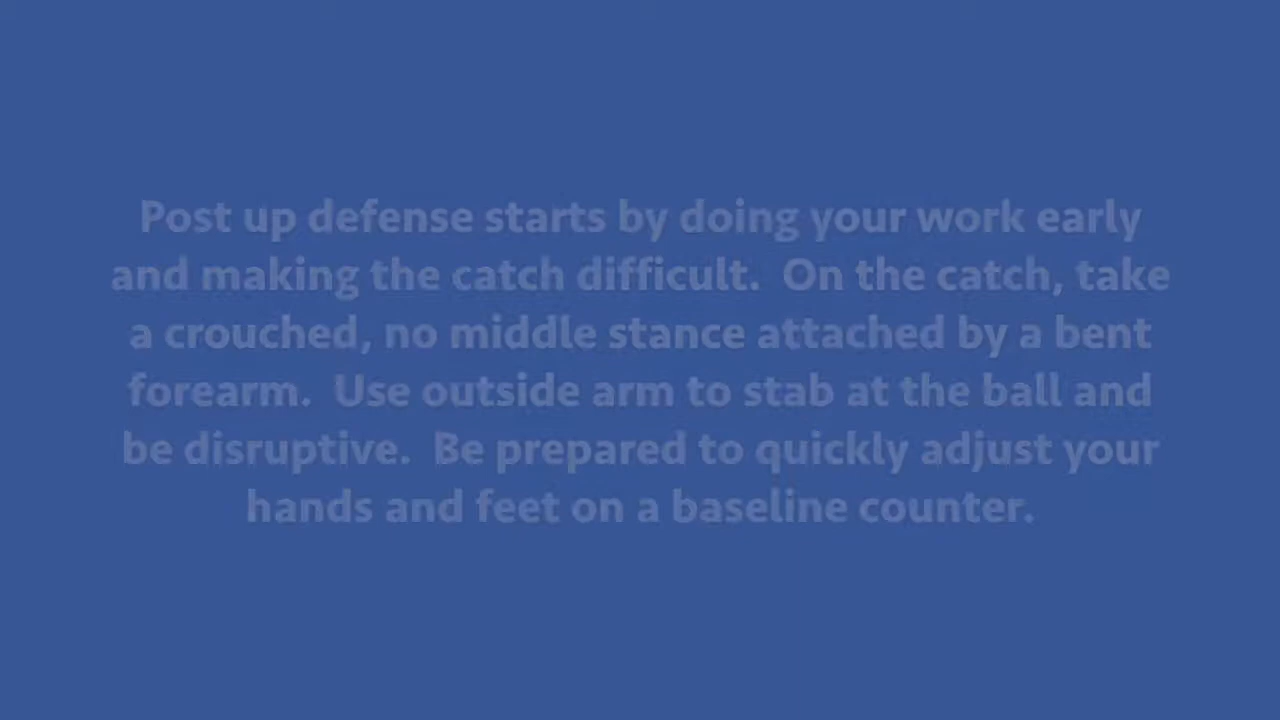 Post up defense starts by doing your work early
and making the catch difficult.  On the catch, take
a crouched, no middle stance attached by a bent
forearm.  Use outside arm to stab at the ball and
be disruptive.  Be prepared to quickly adjust your
hands and feet on a baseline counter.